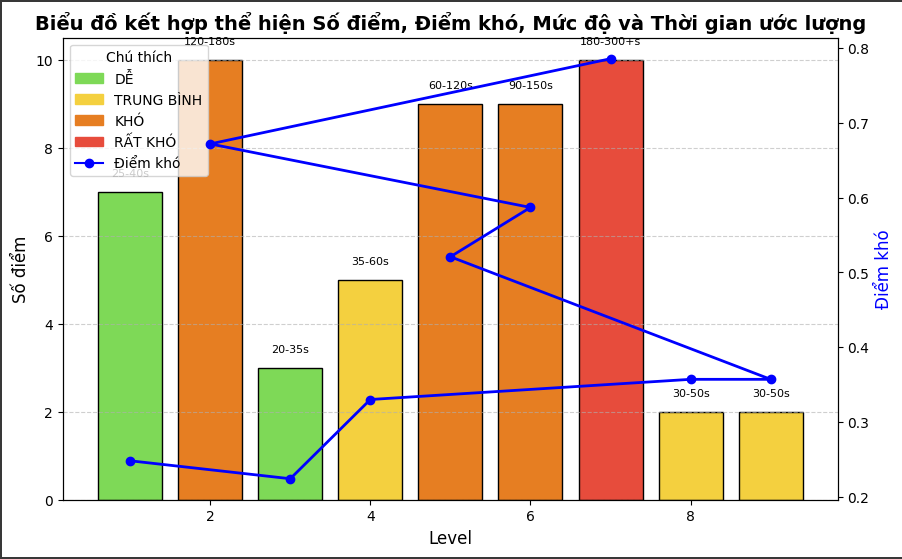 Biểu đồ kết hợp thể hiện Số điểm, Điểm khó, Mức độ và Thời gian ước lượng
120-180s
180-300+s
Chú thích
DỄ
TRUNG BÌNH
KHÓ
RẤT KHÓ
Điểm khó
25-40s
60-120s
90-150s
35-60s
20-35s
30-50s
30-50s
10
8
6
4
2
0
Số điểm
0.8
0.7
0.6
0.5
0.4
0.3
0.2
Điểm khó
2
4
6
8
Level